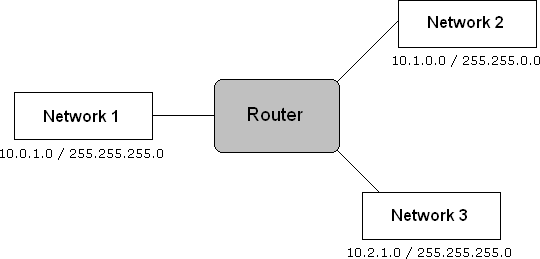 Network 2
10.1.0.0 / 255.255.0.0
Network 1
10.0.1.0 / 255.255.255.0
Router
Network 3
10.2.1.0 / 255.255.255.0